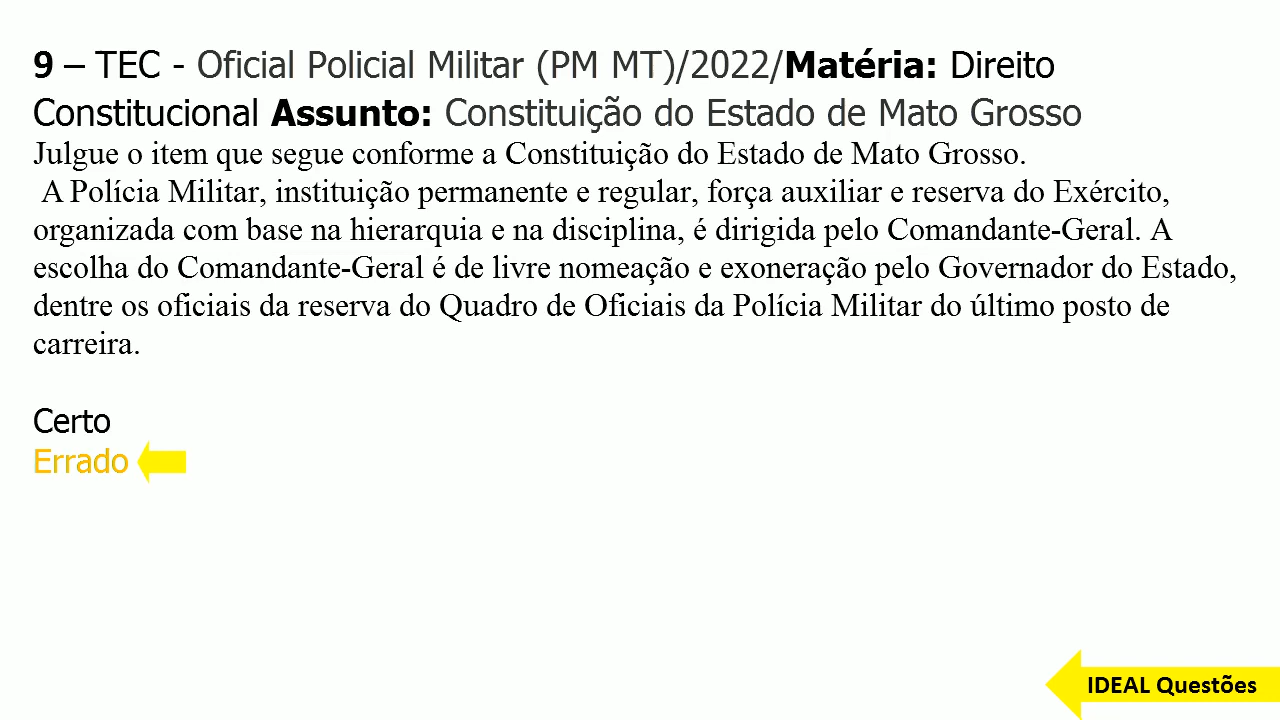 9 – TEC - Oficial Policial Militar (PM MT)/2022/Matéria: Direito
Constitucional Assunto: Constituição do Estado de Mato Grosso
Julgue o item que segue conforme a Constituição do Estado de Mato Grosso.
A Polícia Militar, instituição permanente e regular, força auxiliar e reserva do Exército,
organizada com base na hierarquia e na disciplina, é dirigida pelo Comandante-Geral. A
escolha do Comandante-Geral é de livre nomeação e exoneração pelo Governador do Estado,
dentre os oficiais da reserva do Quadro de Oficiais da Polícia Militar do último posto de
carreira.
Certo
Errado
IDEAL Questões